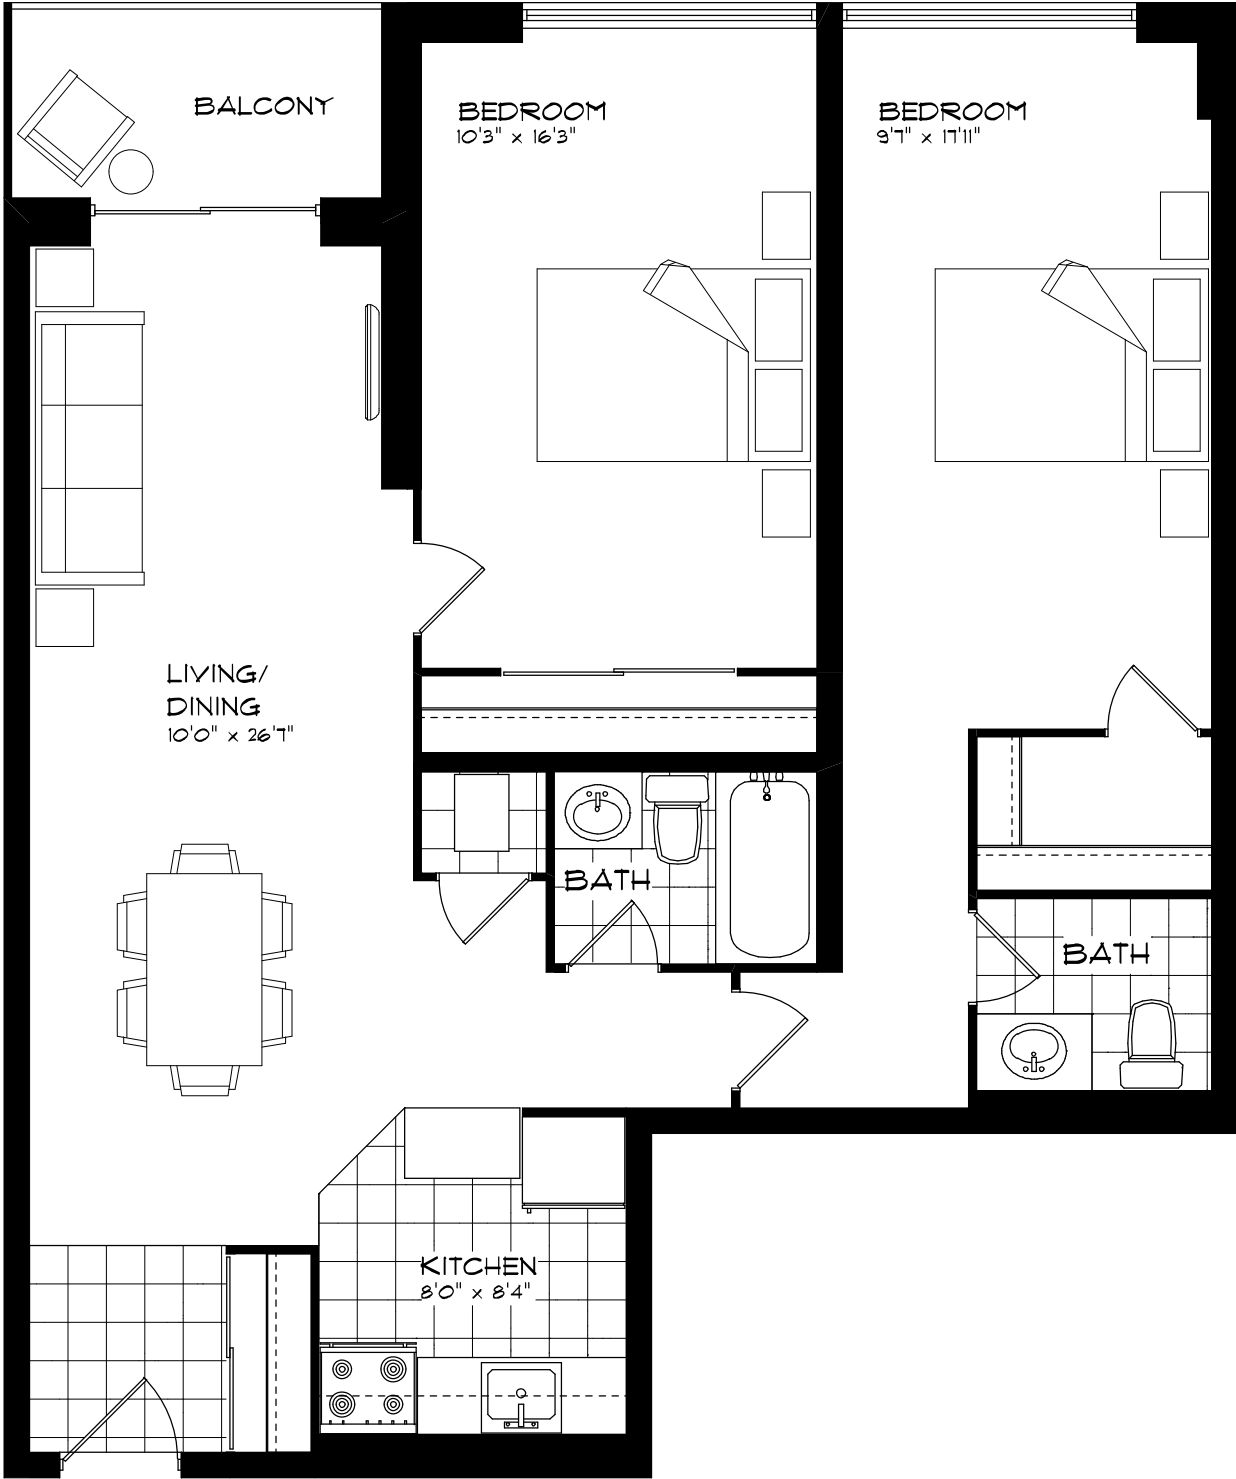 BALCONY
BEDROOM
10'3" x 16'3"
BEDROOM
9'7" x 17'11"
LIVING/
DINING
10'0" x 26'7"
BATH
BATH
KITCHEN
8'0" x 8'4"